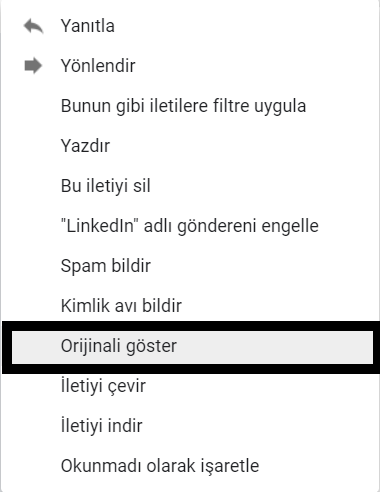 Yanıtla
Yönlendir
Bunun gibi iletilere filtre uygula
Yazdır
Bu iletiyi sil
"LinkedIn" adlı göndereni engelle
Spam bildir
Kimlik avı bildir
Orijinali göster
İletiyi çevir
İletiyi indir
Okunmadı olarak işaretle